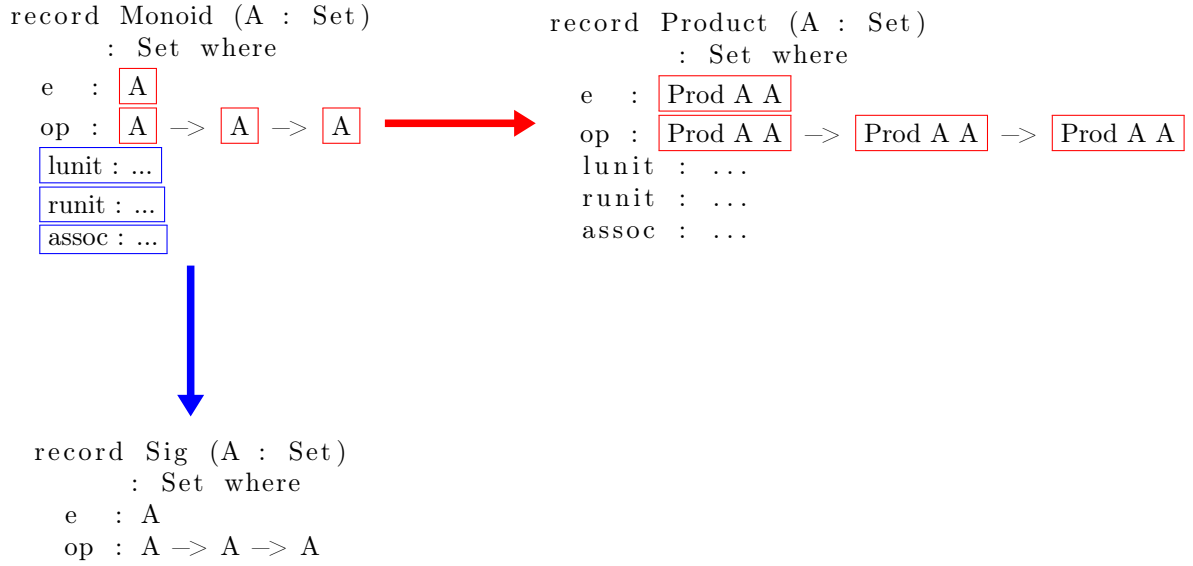 record Monoid (A : Set)
: Set where
e : A
op : A —> A —> A
lunit : ...
runit : ...
assoc : ...
record Product (A : Set)
: Set where
e : Prod A A
op : Prod A A —> Prod A A —> Prod A A
lunit : ...
runit : ...
assoc : ...
record Sig (A : Set)
: Set where
e : A
op : A —> A —> A